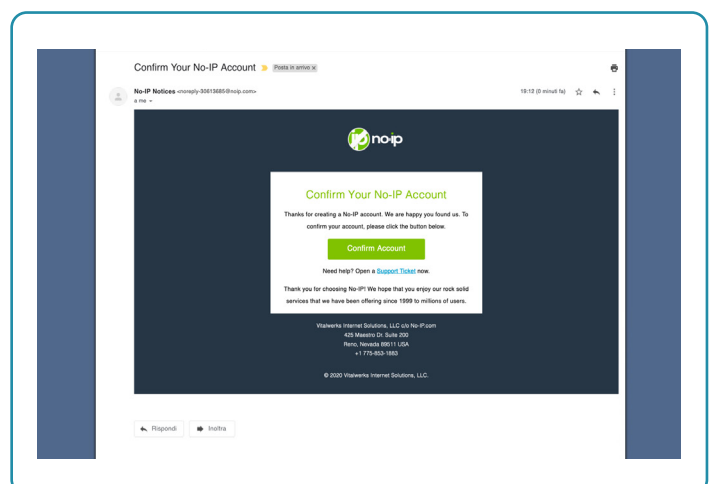 Confirm Your No-IP Account
Posta in arrivo x
No-IP Notices <noreply-30613685@noip.com>
19:12 (0 minuti fa)
a me
no-ip
Confirm Your No-IP Account
Thanks for creating a No-IP account. We are happy you found us. To
confirm your account, please click the button below.
Confirm Account
Need help? Open a Support Ticket now.
Thank you for choosing No-IP! We hope that you enjoy our rock solid
services that we have been offering since 1999 to millions of users.
Vitalwerks Internet Solutions, LLC c/o No-IP.com
425 Maestro Dr. Suite 200
Reno, Nevada 89511 USA
+1 775-853-1883
© 2020 Vitalwerks Internet Solutions, LLC.
Rispondi
Inoltra